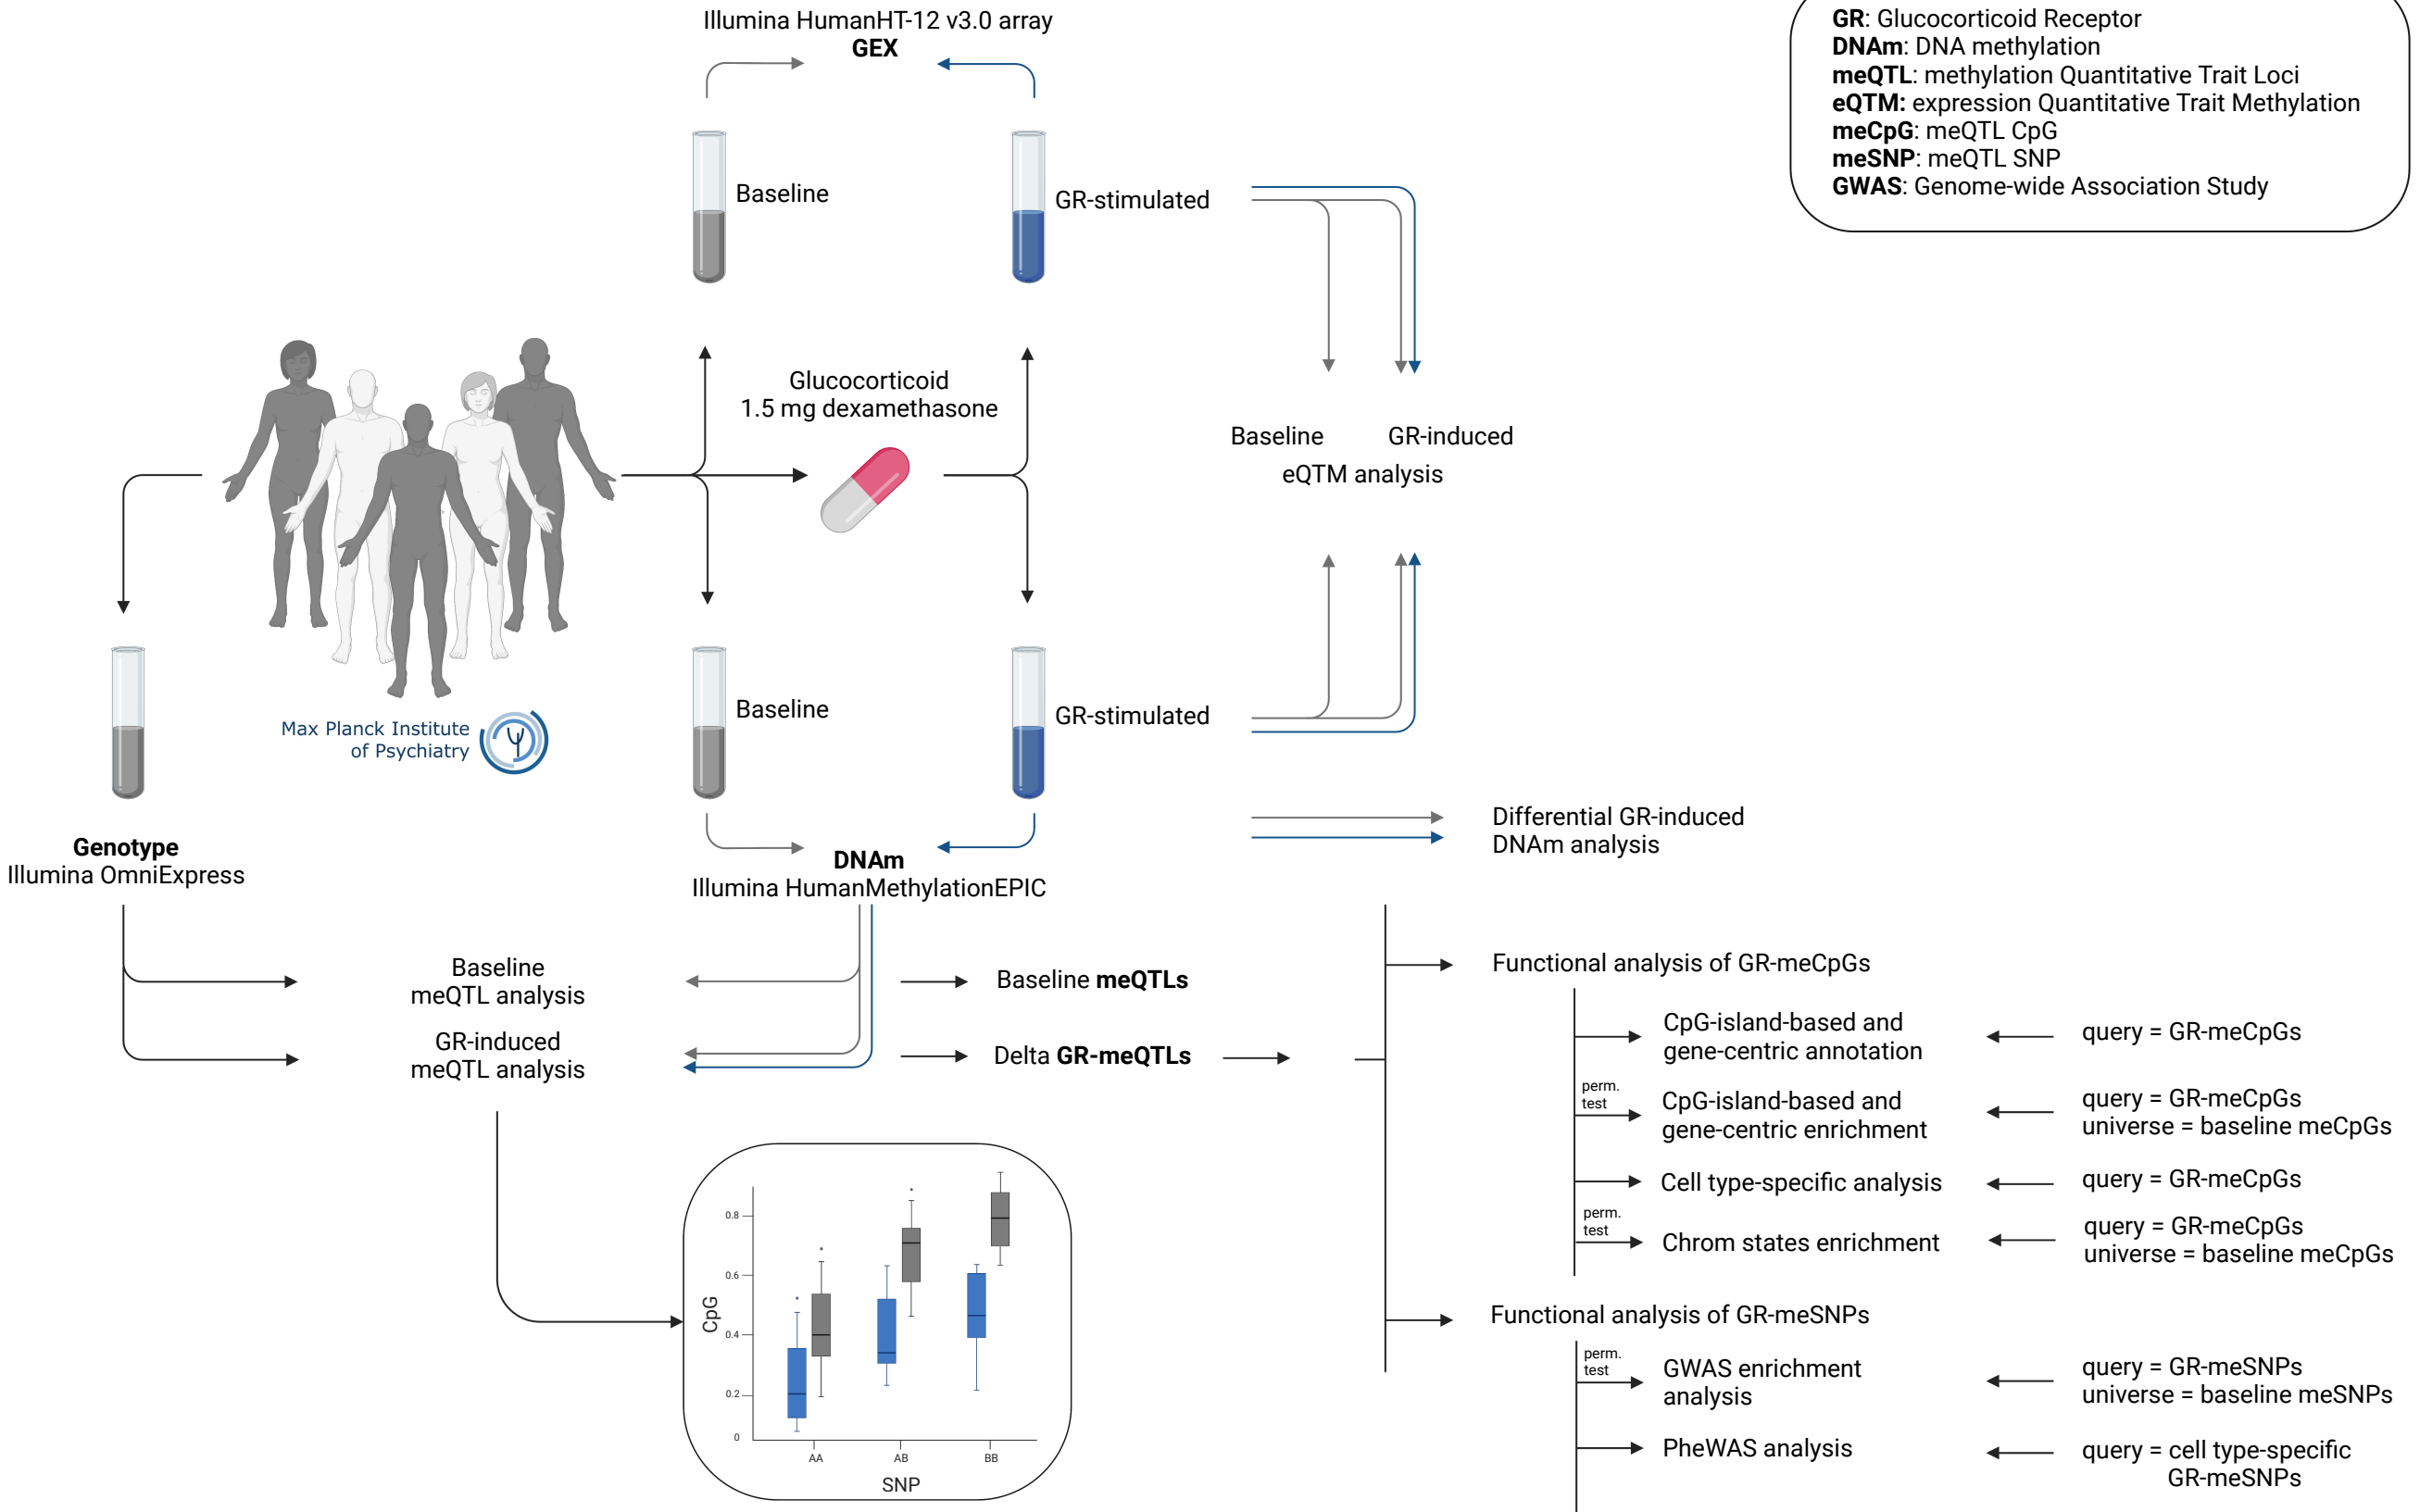 Illumina HumanHT-12 v3.0 array
GEX
GR: Glucocorticoid Receptor
DNAm: DNA methylation
meQTL: methylation Quantitative Trait Loci
eQTM: expression Quantitative Trait Methylation
meCpG: meQTL CpG
meSNP: meQTL SNP
GWAS: Genome-wide Association Study
Baseline
GR-stimulated
Glucocorticoid
1.5 mg dexamethasone
Baseline
GR-induced
eQTM analysis
Max Planck Institute
of Psychiatry
Baseline
GR-stimulated
Genotype
Illumina OmniExpress
DNAm
Illumina HumanMethylationEPIC
Differential GR-induced
DNAm analysis
Baseline
meQTL analysis
GR-induced
meQTL analysis
Baseline meQTLs
Delta GR-meQTLs
Functional analysis of GR-meCpGs
CpG-island-based and
gene-centric annotation
query = GR-meCpGs
perm.
test
CpG-island-based and
gene-centric enrichment
query = GR-meCpGs
universe = baseline meCpGs
Cell type-specific analysis
query = GR-meCpGs
perm.
test
Chrom states enrichment
query = GR-meCpGs
universe = baseline meCpGs
Functional analysis of GR-meSNPs
perm.
test
GWAS enrichment
analysis
query = GR-meSNPs
universe = baseline meSNPs
PheWAS analysis
query = cell type-specific
GR-meSNPs
CpG
0.8
0.6
0.4
0.2
0
AA
AB
BB
SNP